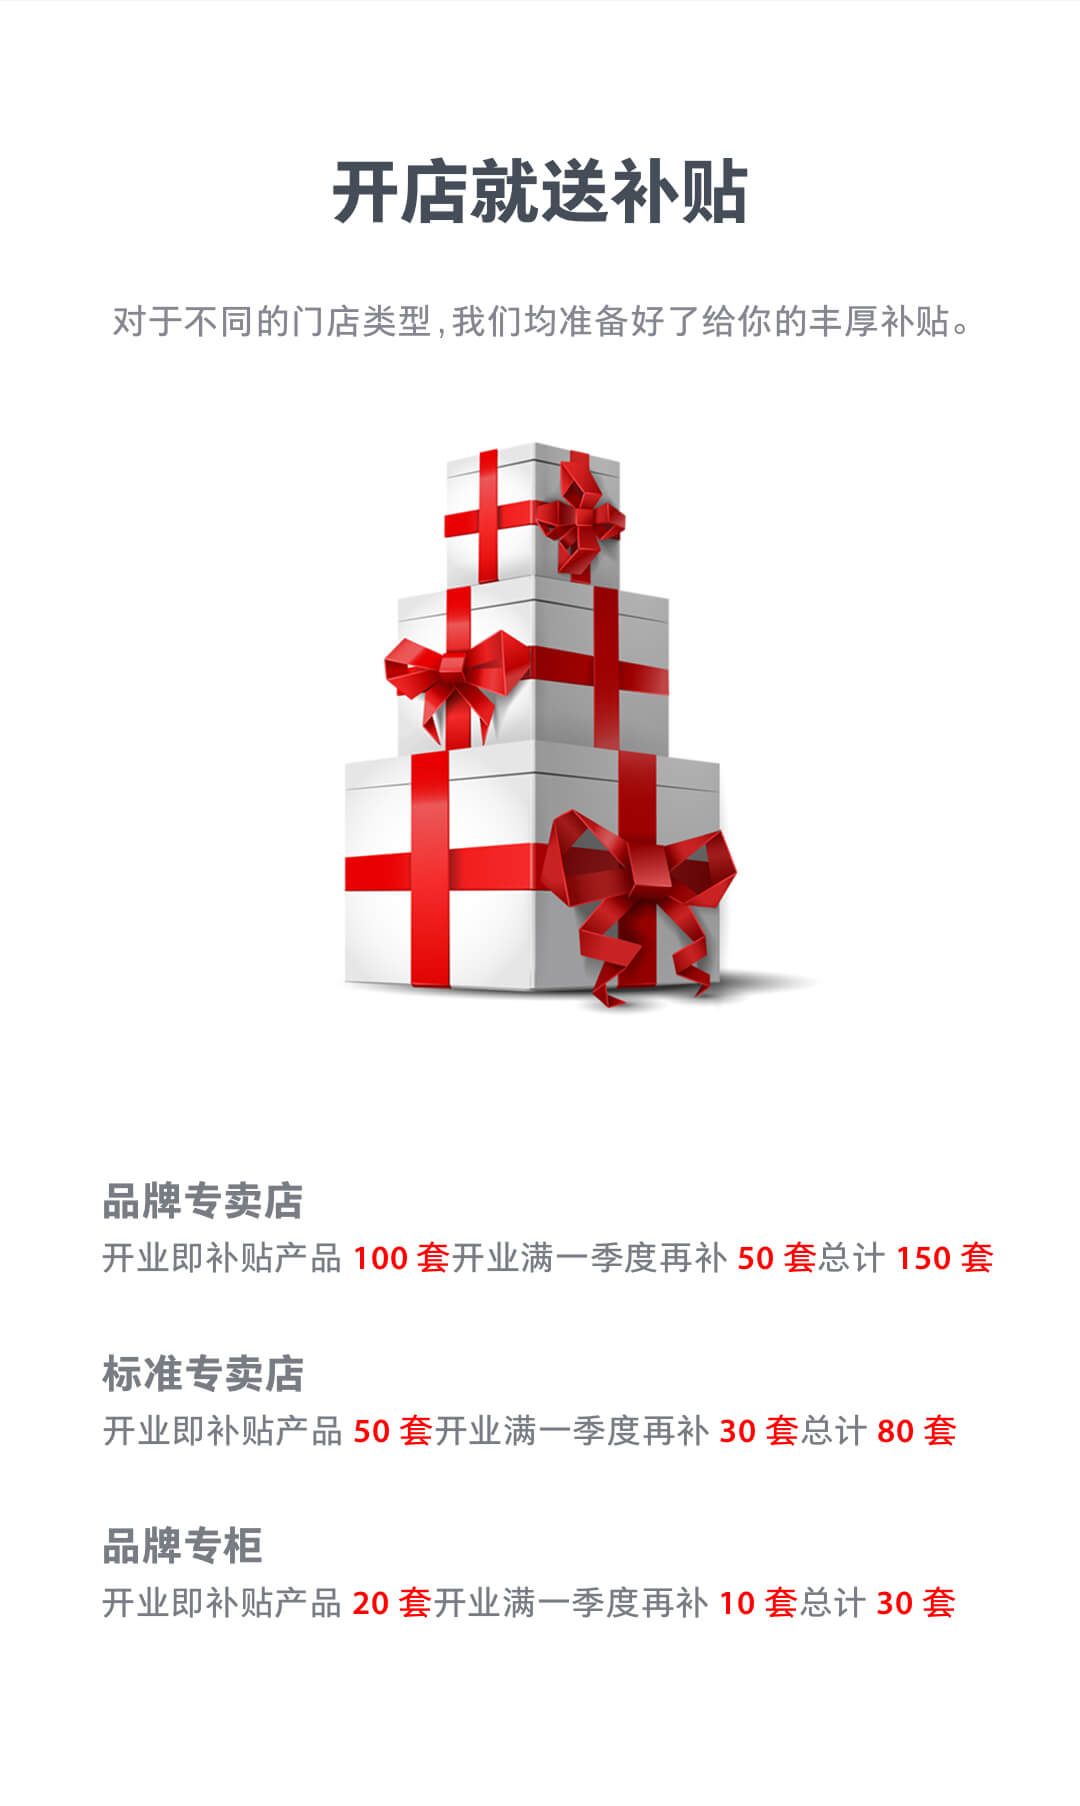 开店就送补贴
对于不同的门店类型,我们均准备好了给你的丰厚补贴。
品牌专卖店
开业即补贴产品 100 套开业满一季度再补 50 套总计 150 套
标准专卖店
开业即补贴产品 50 套开业满一季度再补 30 套总计 80 套
品牌专柜
开业即补贴产品 20 套开业满一季度再补 10 套总计 30 套